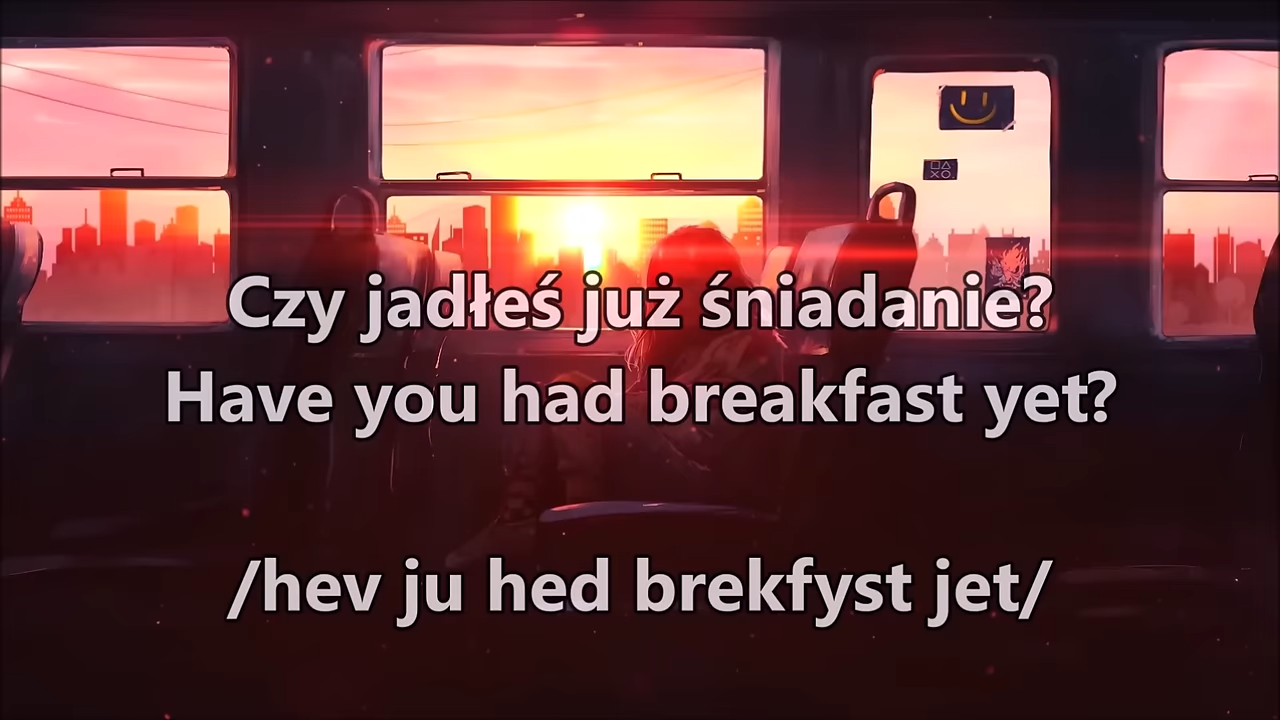 Czy jadłeś już śniadanie?
Have you had breakfast yet?
/hev ju hed brekfyst jet/